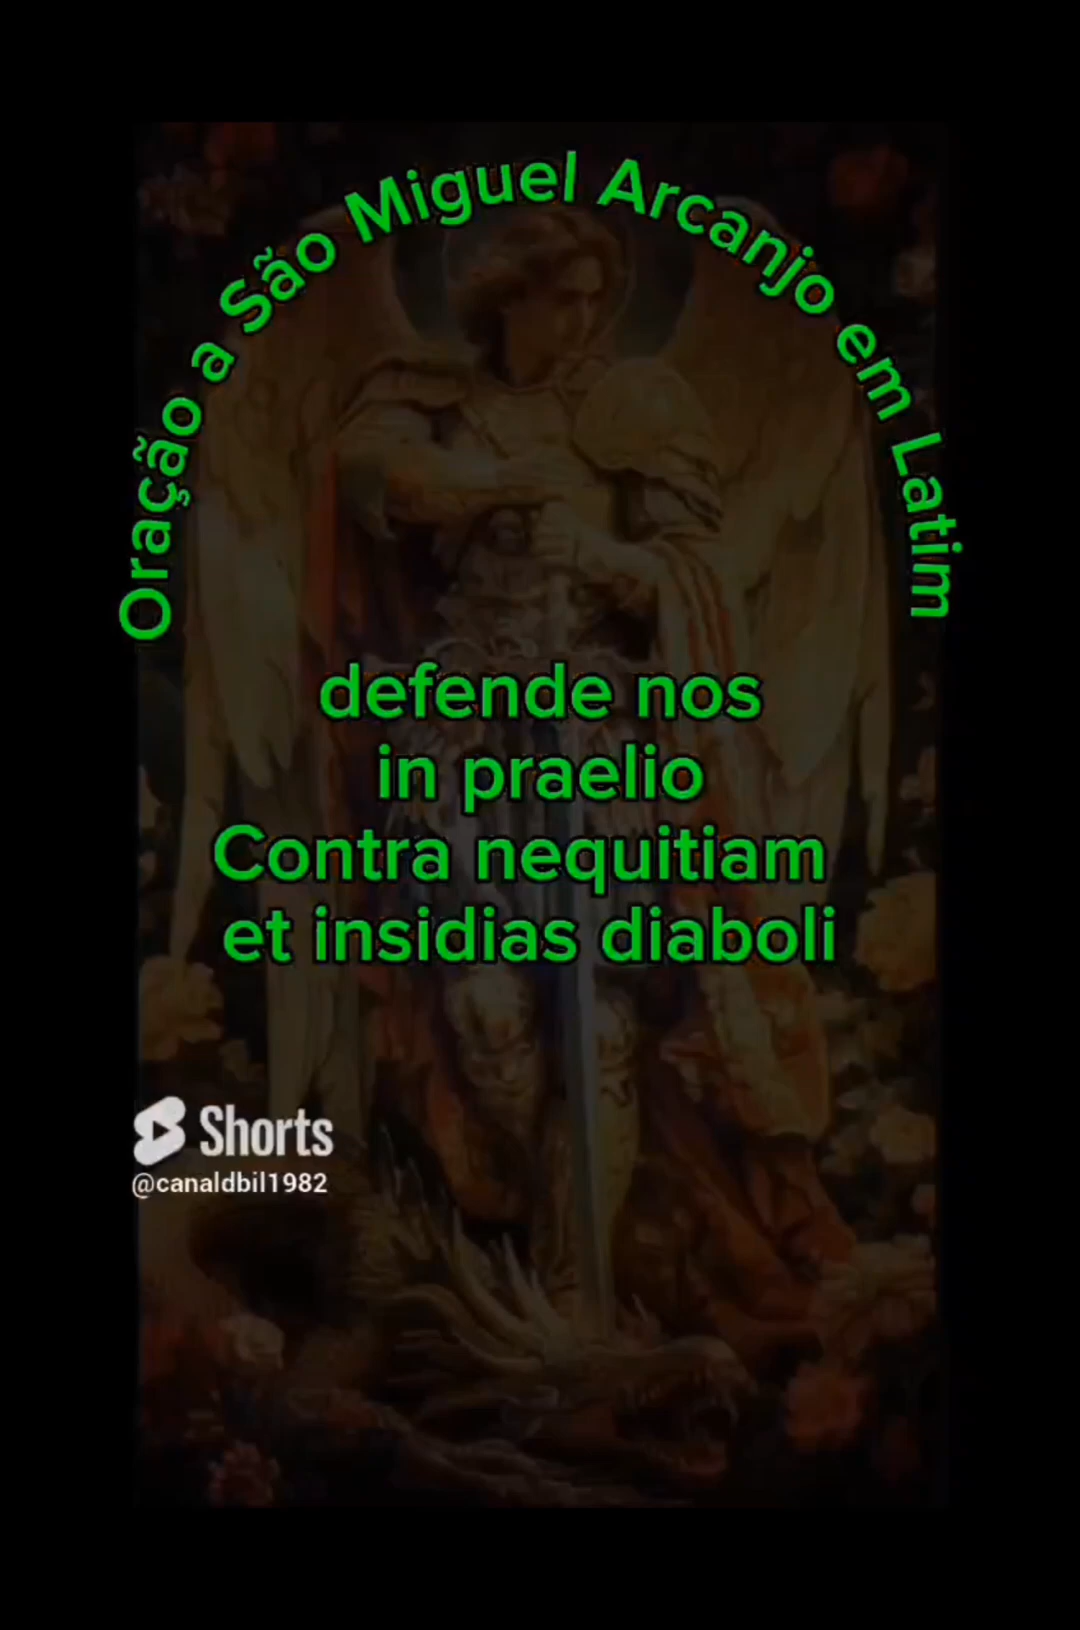 Oração a São Miguel Arcanjo em Latim
defende nos
in praelio
Contra nequitiam
et insidias diaboli
Shorts
@canaldbil1982